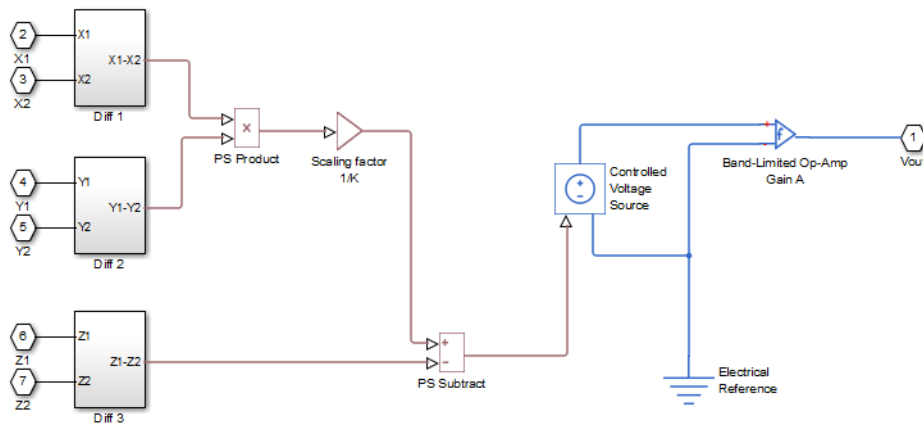 2
X1
X1
X1-X2
3
X2
X2
Diff 1
×
PS Product
Scaling factor
1/K
4
Y1
Y1
Y1-Y2
5
Y2
Y2
Diff 2
+
-
Controlled
Voltage
Source
+
-
f
Band-Limited Op-Amp
Gain A
1
Vout
6
Z1
Z1
Z1-Z2
7
Z2
Z2
Diff 3
+
-
PS Subtract
Electrical
Reference